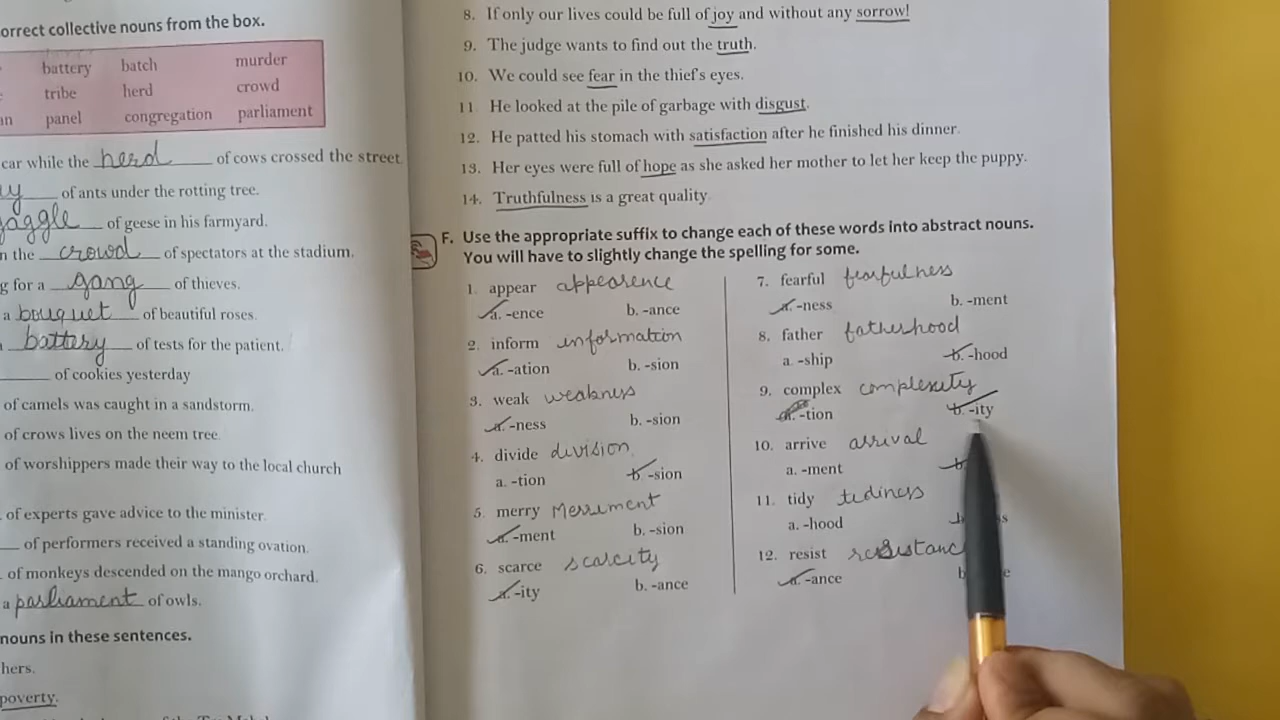 orrect collective nouns from the box.
battery batch murder
tribe herd crowd
an panel congregation parliament
car while the herd of cows crossed the street.
of ants under the rotting tree.
gaggle of geese in his farmyard.
n the crowd of spectators at the stadium.
g for a gang of thieves.
a bouquet of beautiful roses.
battery of tests for the patient.
of cookies yesterday
of camels was caught in a sandstorm.
of crows lives on the neem tree.
of worshippers made their way to the local church
of experts gave advice to the minister.
of performers received a standing ovation.
of monkeys descended on the mango orchard.
a parliament of owls.
nouns in these sentences.
hers.
poverty.
8. If only our lives could be full of joy and without any sorrow!
9. The judge wants to find out the truth.
10. We could see fear in the thief's eyes.
11 He looked at the pile of garbage with disgust.
12. He patted his stomach with satisfaction after he finished his dinner.
13. Her eyes were full of hope as she asked her mother to let her keep the puppy.
14. Truthfulness is a great quality
F. Use the appropriate suffix to change each of these words into abstract nouns.
You will have to slightly change the spelling for some.
1. appear appearence
a. -ence b. -ance
2. inform information
a. -ation b. -sion
3. weak weakness
a. -ness b. -sion
4. divide division
a. -tion b. -sion
5. merry Merriment
a. -ment b. -sion
6. scarce scarcity
a. -ity b. -ance
7. fearful fearfulness
a. -ness b. -ment
8. father fatherhood
a. -ship b. -hood
9. complex complexity
a. -tion b. -ity
10. arrive arrival
a. -ment b.
11. tidy tidiness
a. -hood
12. resist resistanc
a. -ance b